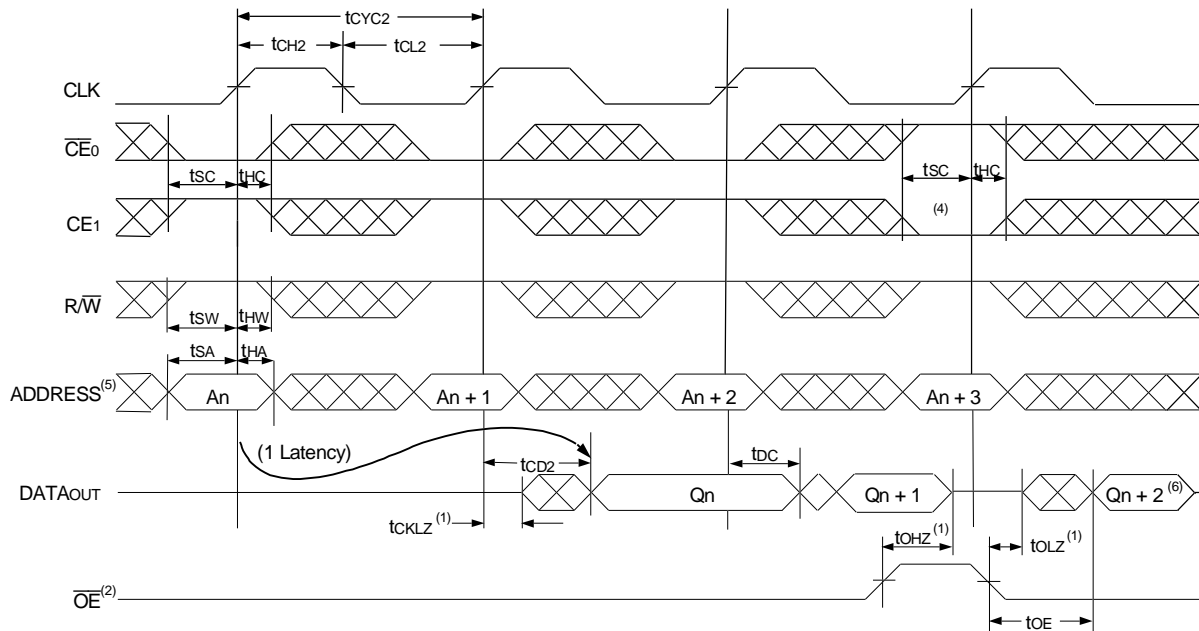 tCYC2
tCH2 tCL2
CLK
CE0
tSC tHC tSC tHC
CE1 (4)
R/W
tSW tHW
tSA tHA
ADDRESS(5) An An + 1 An + 2 An + 3
(1 Latency) tCD2 tDC
DATAOUT Qn Qn + 1 Qn + 2(6)
tCKLZ(1) tOHZ(1) tOLZ(1)
OE(2)
tOE